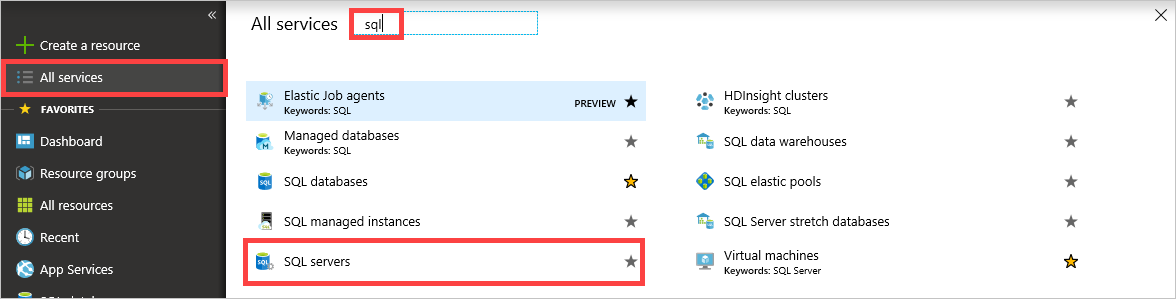 «
Create a resource
All services
FAVORITES
Dashboard
Resource groups
All resources
Recent
App Services
All services
sql
Elastic Job agents
Keywords: SQL
PREVIEW
Managed databases
Keywords: SQL
SQL databases
SQL managed instances
SQL servers
HDInsight clusters
Keywords: SQL
SQL data warehouses
SQL elastic pools
SQL Server stretch databases
Virtual machines
Keywords: SQL Server